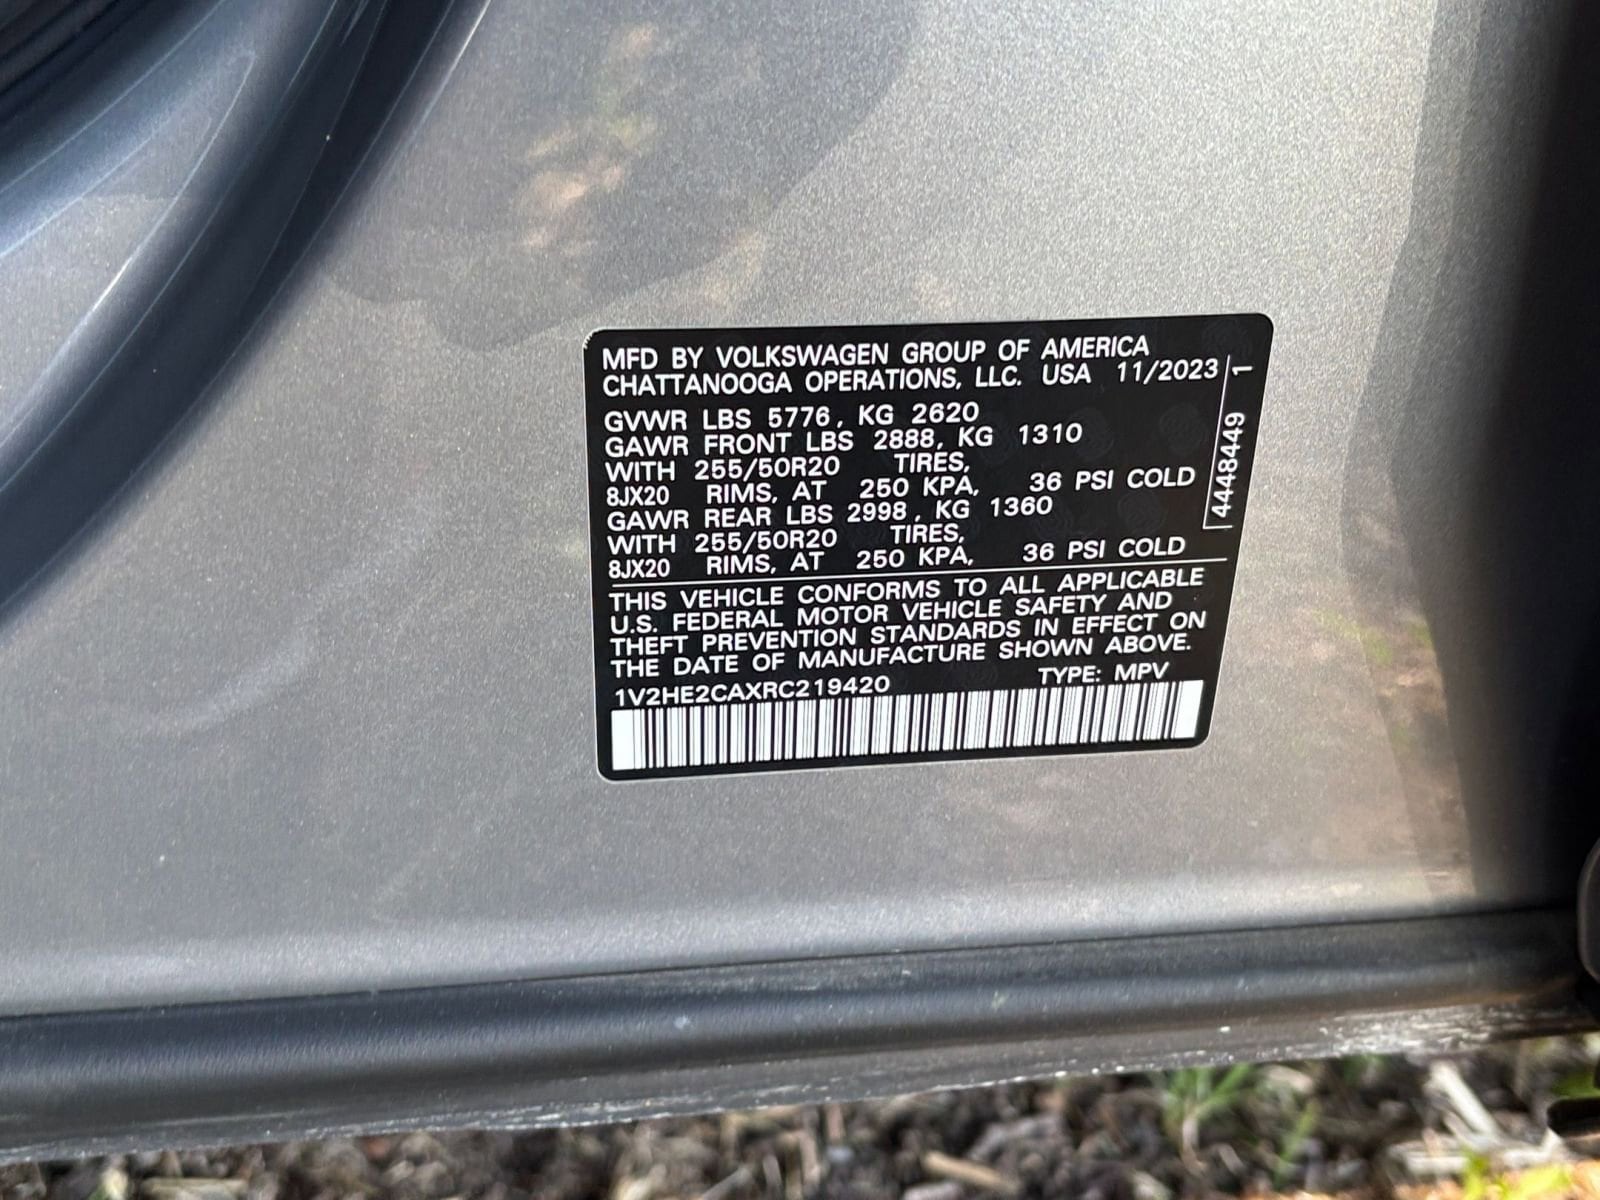 MFD BY VOLKSWAGEN GROUP OF AMERICA
CHATTANOOGA OPERATIONS, LLC. USA 11/2023
GVWR LBS 5776, KG 2620
GAWR FRONT LBS 2888, KG 1310
WITH 255/50R20 TIRES,
8JX20 RIMS, AT 250 KPA, 36 PSI COLD
GAWR REAR LBS 2998, KG 1360
WITH 255/50R20 TIRES,
8JX20 RIMS, AT 250 KPA, 36 PSI COLD
THIS VEHICLE CONFORMS TO ALL APPLICABLE
U.S. FEDERAL MOTOR VEHICLE SAFETY AND
THEFT PREVENTION STANDARDS IN EFFECT ON
THE DATE OF MANUFACTURE SHOWN ABOVE.
1V2HE2CAXRC219420 TYPE: MPV
4448449 1